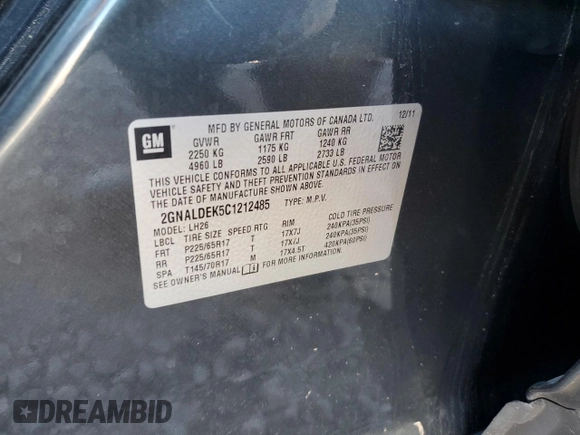 GM
MFD BY GENERAL MOTORS OF CANADA LTD. 12/11
GVWR GAWR FRT GAWR RR
2250 KG 1175 KG 1240 KG
4960 LB 2590 LB 2733 LB
THIS VEHICLE CONFORMS TO ALL APPLICABLE U.S. FEDERAL MOTOR
VEHICLE SAFETY AND THEFT PREVENTION STANDARDS IN EFFECT ON
THE DATE OF MANUFACTURE SHOWN ABOVE.
2GNALDEK5C1212485 TYPE: M.P.V.
MODEL: LH26
LBCL TIRE SIZE SPEED RTG RIM COLD TIRE PRESSURE
FRT P225/65R17 T 17X7J 240KPA(35PSI)
RR P225/65R17 T 17X7J 240KPA(35PSI)
SPA T145/70R17 M 17X4.5T 420KPA(60PSI)
SEE OWNER'S MANUAL FOR MORE INFORMATION.
DREAMBID